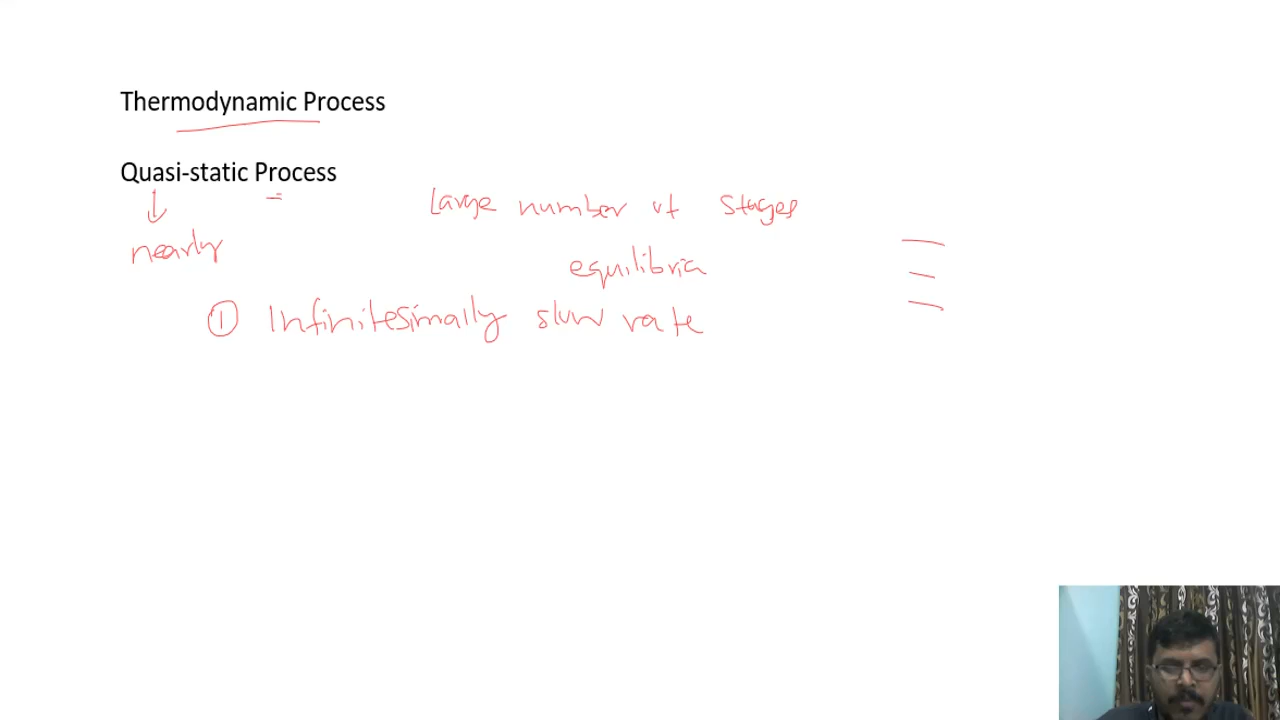 Thermodynamic Process
Quasi-static Process
Large number of stages
nearly
equilibria
① Infinitesimally slow rate